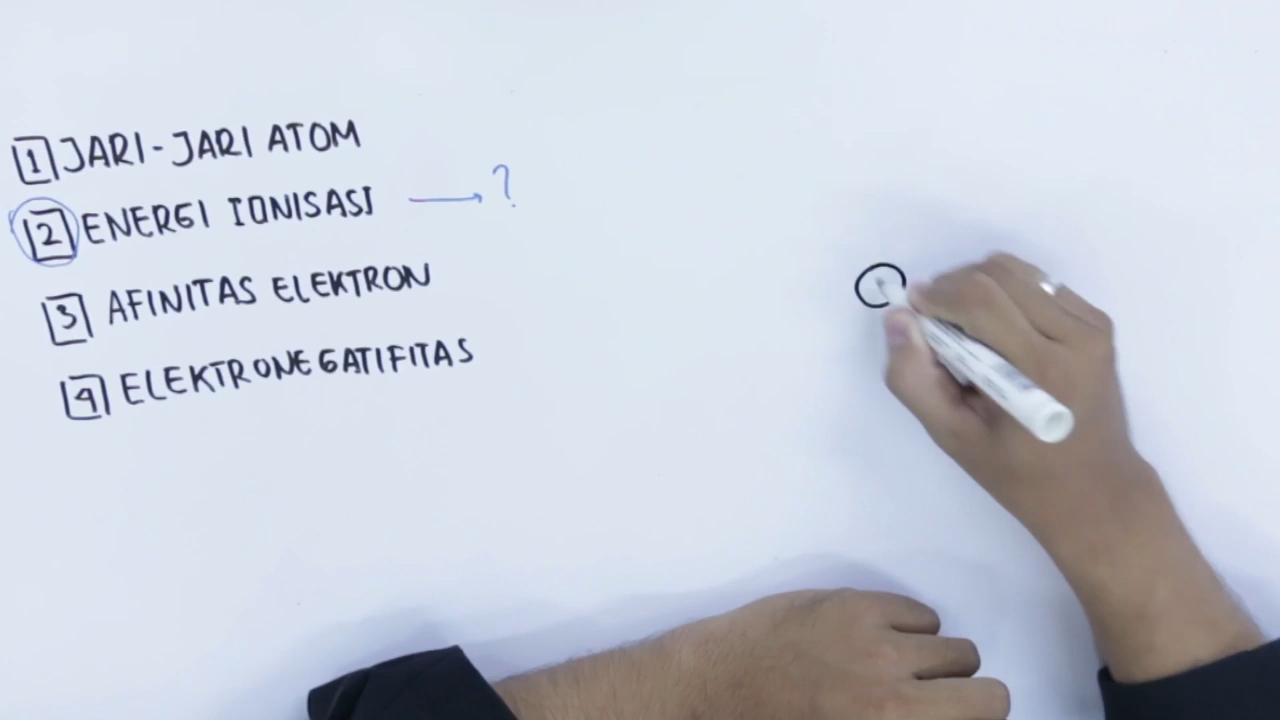 1 JARI-JARI ATOM
2 ENERGI IONISASI → ?
3 AFINITAS ELEKTRON
4 ELEKTRONEGATIFITAS